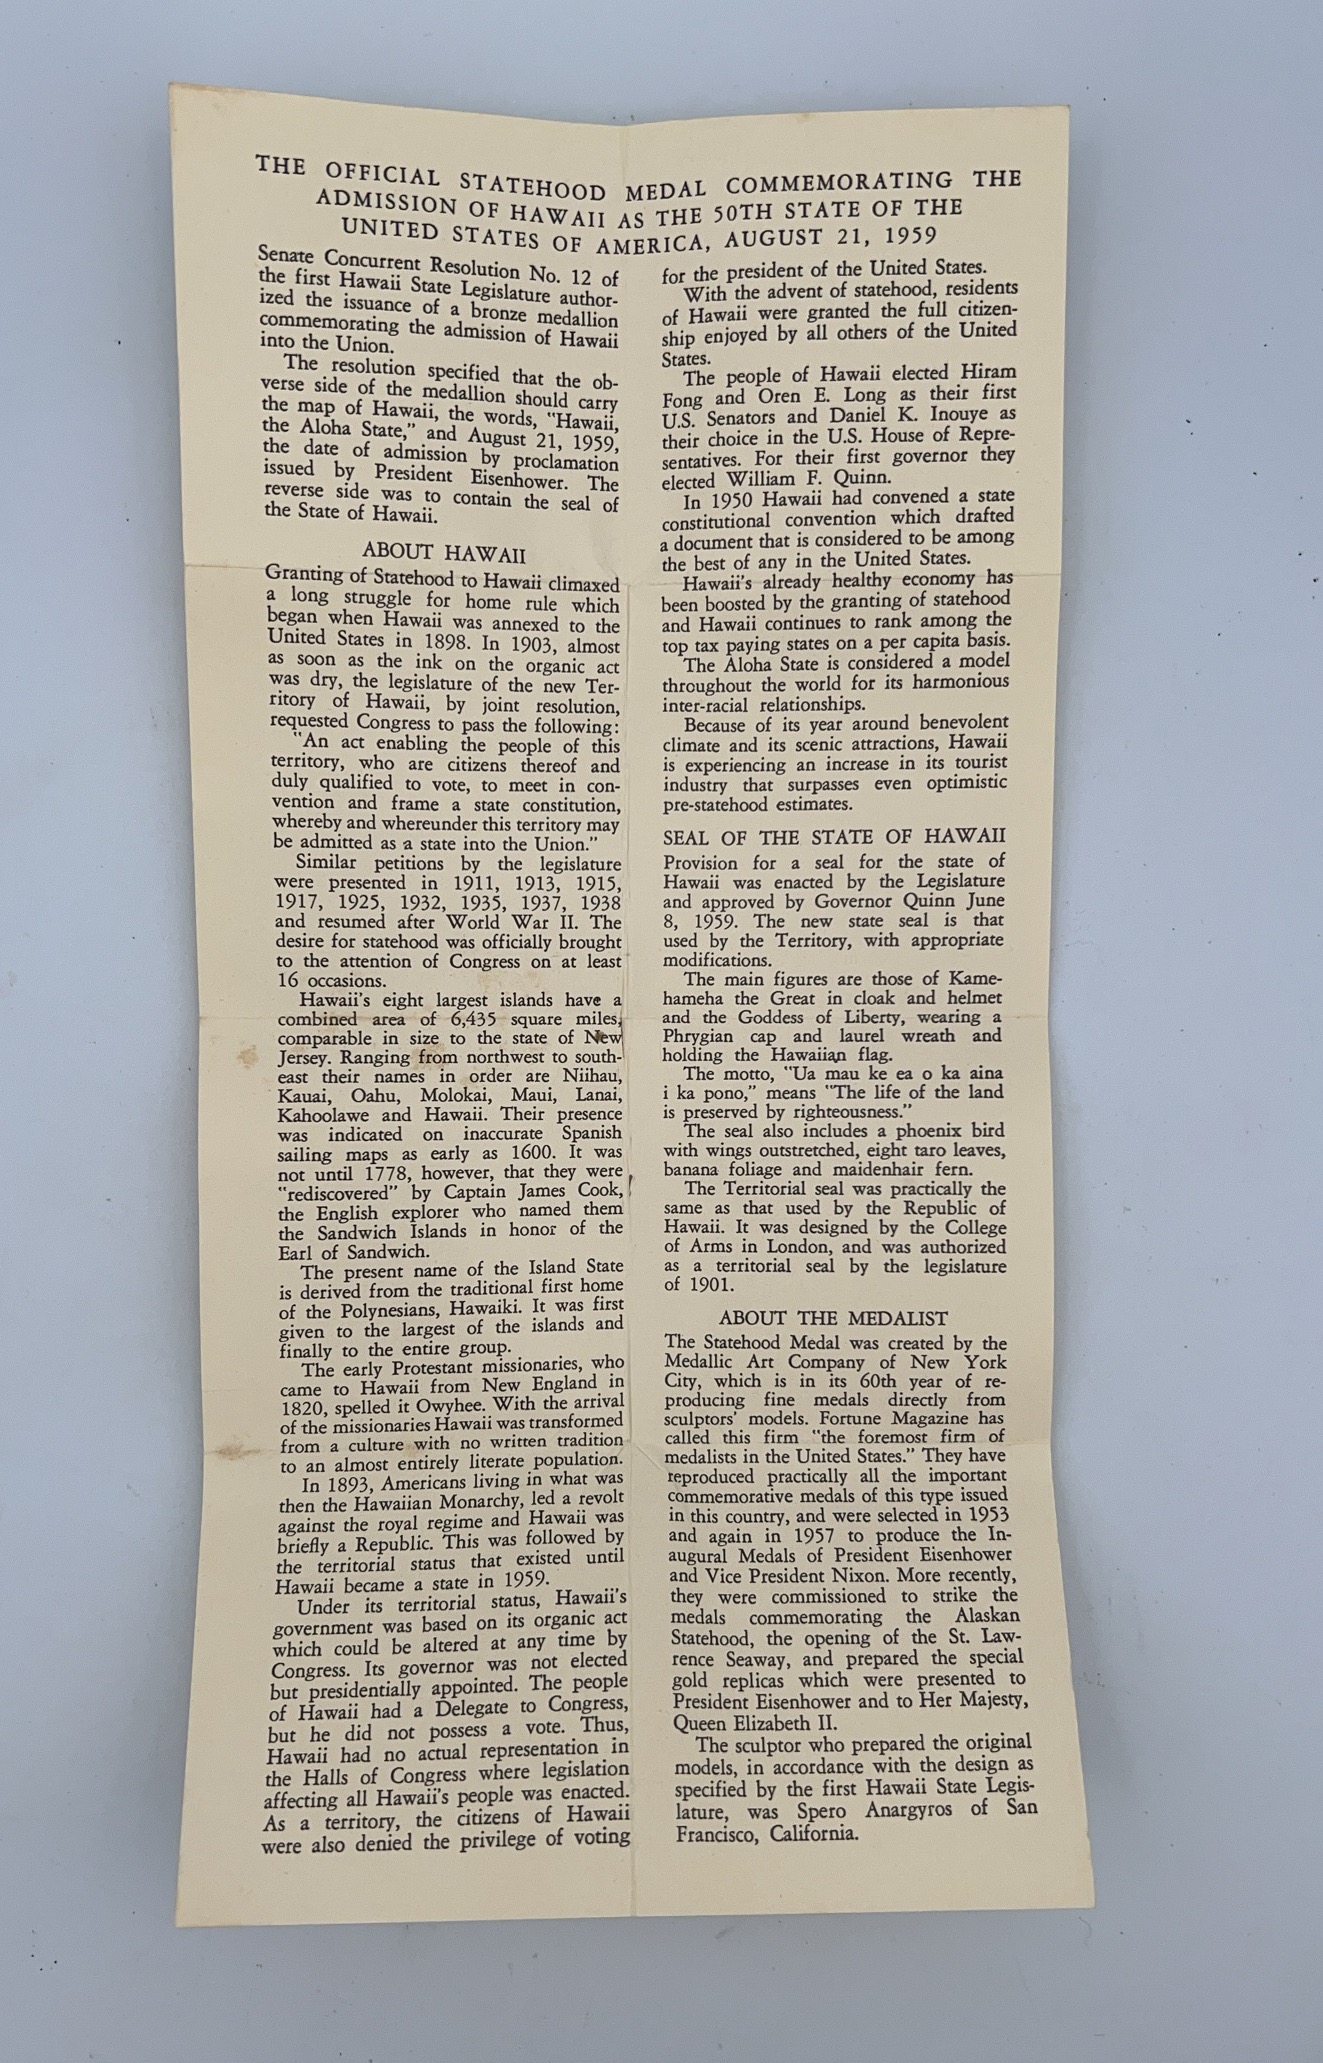 THE OFFICIAL STATEHOOD MEDAL COMMEMORATING THE
ADMISSION OF HAWAII AS THE 50TH STATE OF THE
UNITED STATES OF AMERICA, AUGUST 21, 1959
Senate Concurrent Resolution No. 12 of
the first Hawaii State Legislature author-
ized the issuance of a bronze medallion
commemorating the admission of Hawaii
into the Union.
The resolution specified that the ob-
verse side of the medallion should carry
the map of Hawaii, the words, "Hawaii,
the Aloha State," and August 21, 1959,
the date of admission by proclamation
issued by President Eisenhower. The
reverse side was to contain the seal of
the State of Hawaii.
ABOUT HAWAII
Granting of Statehood to Hawaii climaxed
a long struggle for home rule which
began when Hawaii was annexed to the
United States in 1898. In 1903, almost
as soon as the ink on the organic act
was dry, the legislature of the new Ter-
ritory of Hawaii, by joint resolution,
requested Congress to pass the following:
"An act enabling the people of this
territory, who are citizens thereof and
duly qualified to vote, to meet in con-
vention and frame a state constitution,
whereby and whereunder this territory may
be admitted as a state into the Union."
Similar petitions by the legislature
were presented in 1911, 1913, 1915,
1917, 1925, 1932, 1935, 1937, 1938
and resumed after World War II. The
desire for statehood was officially brought
to the attention of Congress on at least
16 occasions.
Hawaii's eight largest islands have a
combined area of 6,435 square miles,
comparable in size to the state of New
Jersey. Ranging from northwest to south-
east their names in order are Niihau,
Kauai, Oahu, Molokai, Maui, Lanai,
Kahoolawe and Hawaii. Their presence
was indicated on inaccurate Spanish
sailing maps as early as 1600. It was
not until 1778, however, that they were
"rediscovered" by Captain James Cook,
the English explorer who named them
the Sandwich Islands in honor of the
Earl of Sandwich.
The present name of the Island State
is derived from the traditional first home
of the Polynesians, Hawaiki. It was first
given to the largest of the islands and
finally to the entire group.
The early Protestant missionaries, who
came to Hawaii from New England in
1820, spelled it Owyhee. With the arrival
of the missionaries Hawaii was transformed
from a culture with no written tradition
to an almost entirely literate population.
In 1893, Americans living in what was
then the Hawaiian Monarchy, led a revolt
against the royal regime and Hawaii was
briefly a Republic. This was followed by
the territorial status that existed until
Hawaii became a state in 1959.
Under its territorial status, Hawaii's
government was based on its organic act
which could be altered at any time by
Congress. Its governor was not elected
but presidentially appointed. The people
of Hawaii had a Delegate to Congress,
but he did not possess a vote. Thus,
Hawaii had no actual representation in
the Halls of Congress where legislation
affecting all Hawaii's people was enacted.
As a territory, the citizens of Hawaii
were also denied the privilege of voting
for the president of the United States.
With the advent of statehood, residents
of Hawaii were granted the full citizen-
ship enjoyed by all others of the United
States.
The people of Hawaii elected Hiram
Fong and Oren E. Long as their first
U.S. Senators and Daniel K. Inouye as
their choice in the U.S. House of Repre-
sentatives. For their first governor they
elected William F. Quinn.
In 1950 Hawaii had convened a state
constitutional convention which drafted
a document that is considered to be among
the best of any in the United States.
Hawaii's already healthy economy has
been boosted by the granting of statehood
and Hawaii continues to rank among the
top tax paying states on a per capita basis.
The Aloha State is considered a model
throughout the world for its harmonious
inter-racial relationships.
Because of its year around benevolent
climate and its scenic attractions, Hawaii
is experiencing an increase in its tourist
industry that surpasses even optimistic
pre-statehood estimates.
SEAL OF THE STATE OF HAWAII
Provision for a seal for the state of
Hawaii was enacted by the Legislature
and approved by Governor Quinn June
8, 1959. The new state seal is that
used by the Territory, with appropriate
modifications.
The main figures are those of Kame-
hameha the Great in cloak and helmet
and the Goddess of Liberty, wearing a
Phrygian cap and laurel wreath and
holding the Hawaiian flag.
The motto, "Ua mau ke ea o ka aina
i ka pono," means "The life of the land
is preserved by righteousness."
The seal also includes a phoenix bird
with wings outstretched, eight taro leaves,
banana foliage and maidenhair fern.
The Territorial seal was practically the
same as that used by the Republic of
Hawaii. It was designed by the College
of Arms in London, and was authorized
as a territorial seal by the legislature
of 1901.
ABOUT THE MEDALIST
The Statehood Medal was created by the
Medallic Art Company of New York
City, which is in its 60th year of re-
producing fine medals directly from
sculptors' models. Fortune Magazine has
called this firm "the foremost firm of
medalists in the United States." They have
reproduced practically all the important
commemorative medals of this type issued
in this country, and were selected in 1953
and again in 1957 to produce the In-
augural Medals of President Eisenhower
and Vice President Nixon. More recently,
they were commissioned to strike the
medals commemorating the Alaskan
Statehood, the opening of the St. Law-
rence Seaway, and prepared the special
gold replicas which were presented to
President Eisenhower and to Her Majesty,
Queen Elizabeth II.
The sculptor who prepared the original
models, in accordance with the design as
specified by the first Hawaii State Legis-
lature, was Spero Anargyros of San
Francisco, California.